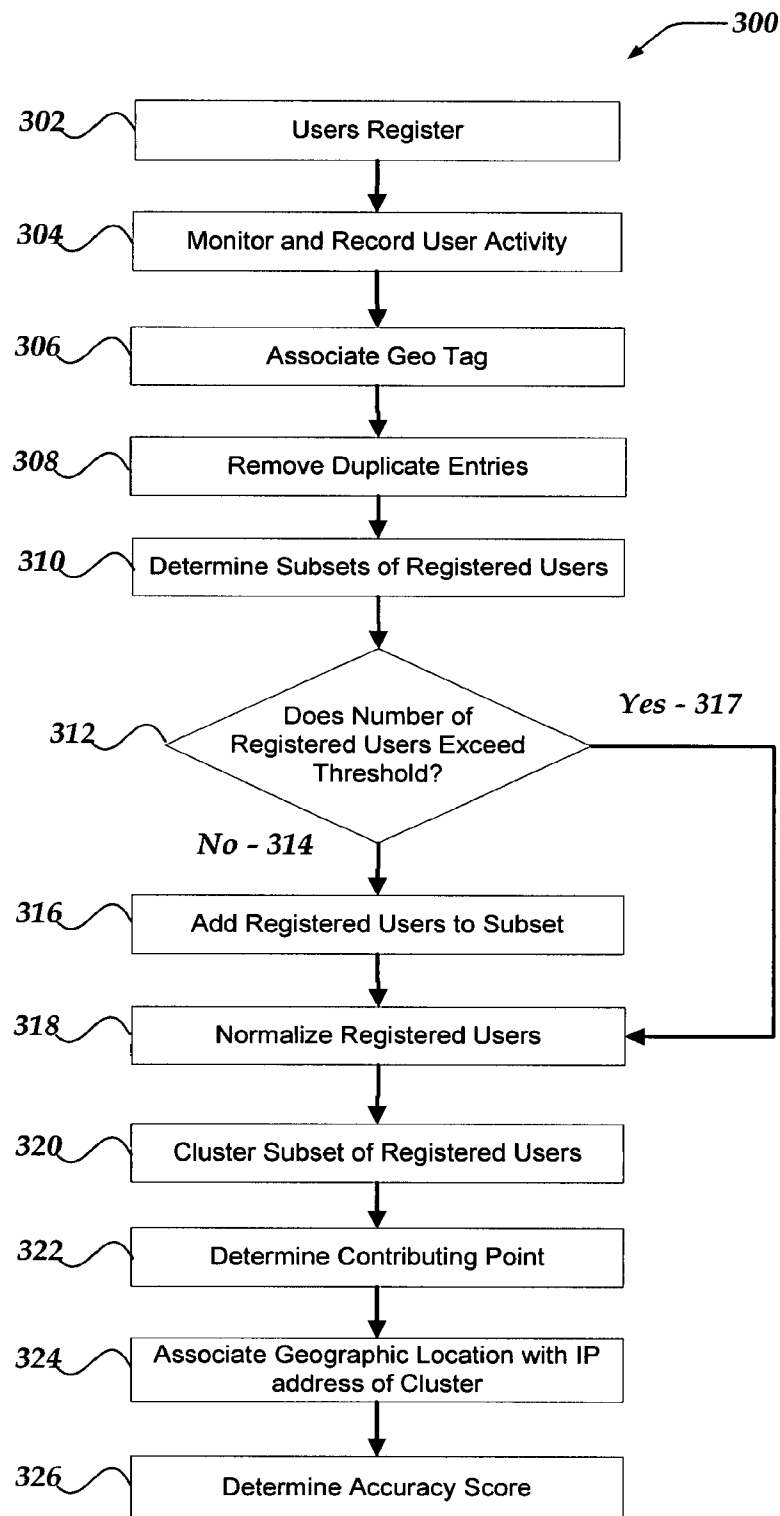 300
302
Users Register
304
Monitor and Record User Activity
306
Associate Geo Tag
308
Remove Duplicate Entries
310
Determine Subsets of Registered Users
312
Does Number of
Registered Users Exceed
Threshold?
Yes - 317
No - 314
316
Add Registered Users to Subset
318
Normalize Registered Users
320
Cluster Subset of Registered Users
322
Determine Contributing Point
324
Associate Geographic Location with IP
address of Cluster
326
Determine Accuracy Score